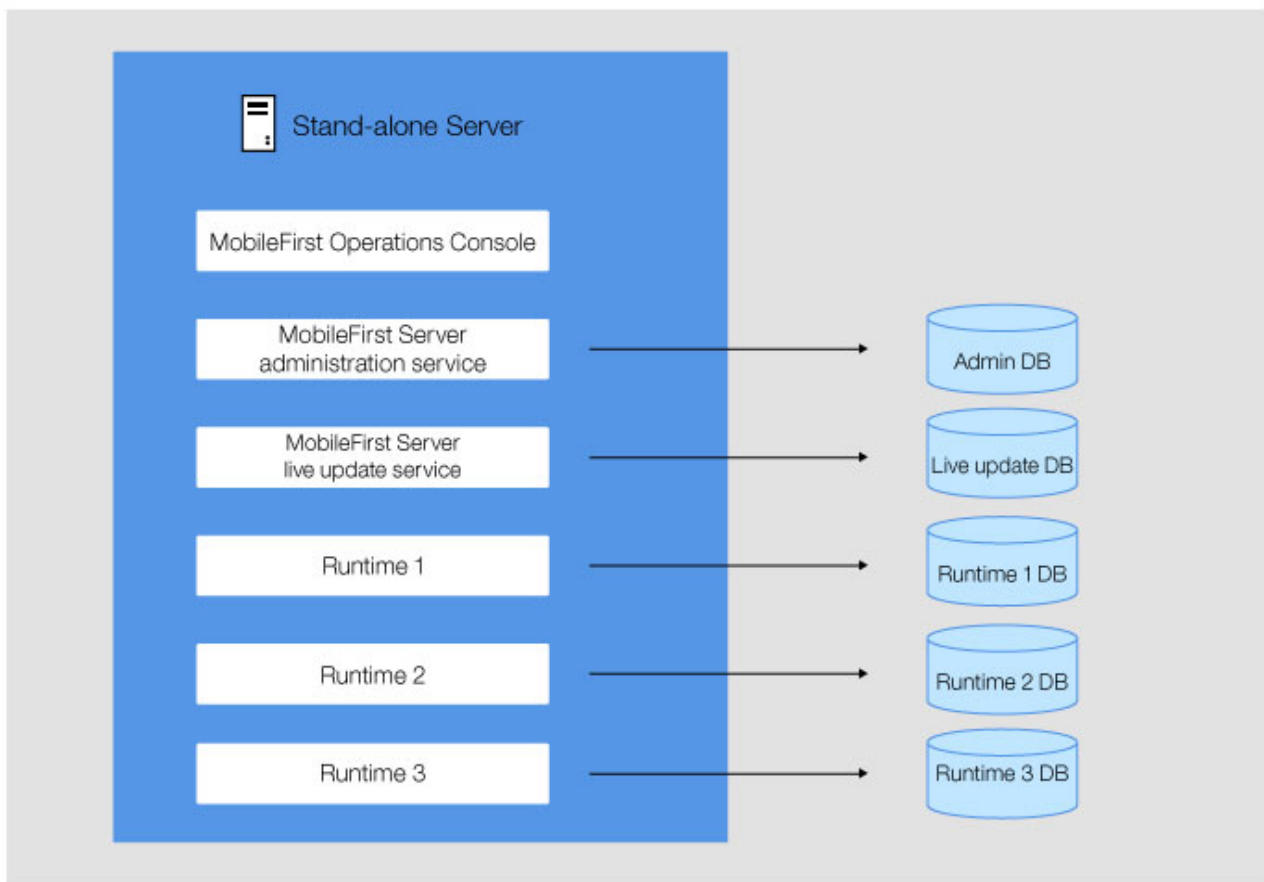 Stand-alone Server
MobileFirst Operations Console
MobileFirst Server
administration service
Admin DB
MobileFirst Server
live update service
Live update DB
Runtime 1
Runtime 1 DB
Runtime 2
Runtime 2 DB
Runtime 3
Runtime 3 DB